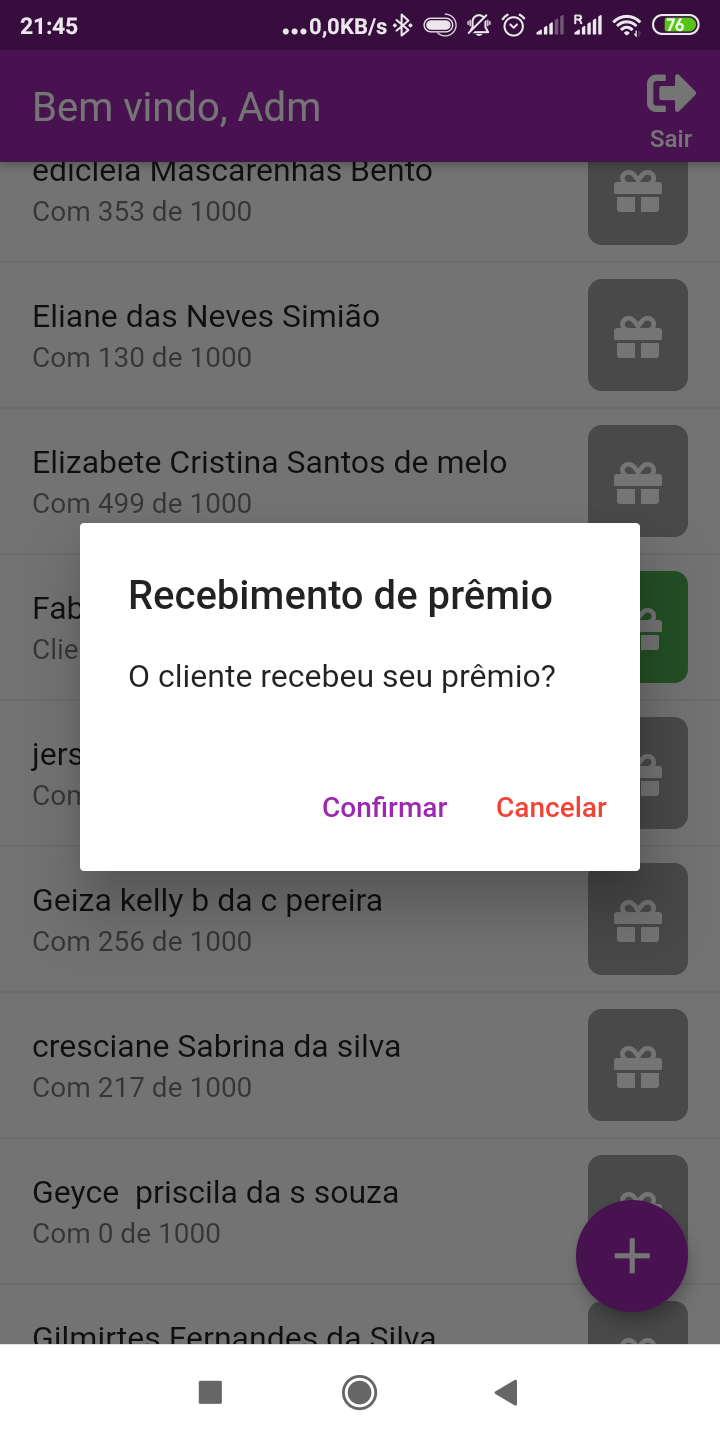 21:45
...0,0KB/s
R
76
Bem vindo, Adm
Sair
edicleia Mascarenhas Bento
Com 353 de 1000
Eliane das Neves Simião
Com 130 de 1000
Elizabete Cristina Santos de melo
Com 499 de 1000
Fab
Clie
Recebimento de prêmio
O cliente recebeu seu prêmio?
jers
Com
Confirmar Cancelar
Geiza kelly b da c pereira
Com 256 de 1000
cresciane Sabrina da silva
Com 217 de 1000
Geyce  priscila da s souza
Com 0 de 1000
Gilmirtes Fernandes da Silva